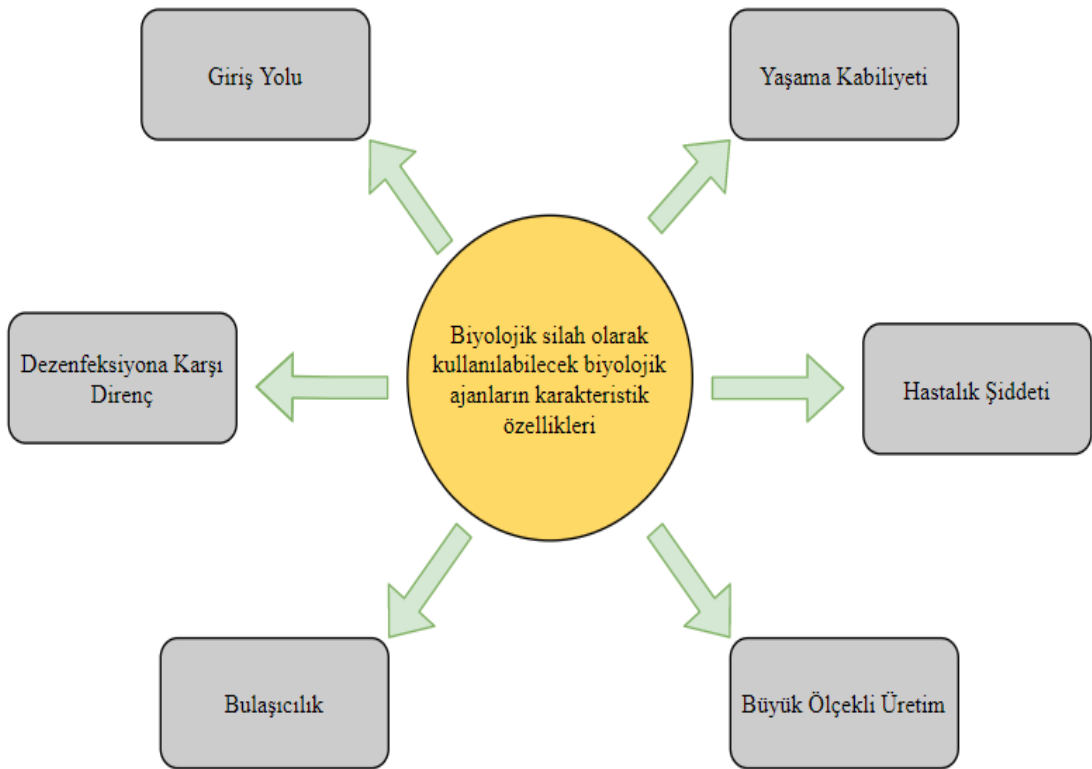 Giriş Yolu
Yaşama Kabiliyeti
Biyolojik silah olarak
kullanılabilecek biyolojik
ajanların karakteristik
özellikleri
Dezenfeksiyona Karşı
Direnç
Hastalık Şiddeti
Bulaşıcılık
Büyük Ölçekli Üretim